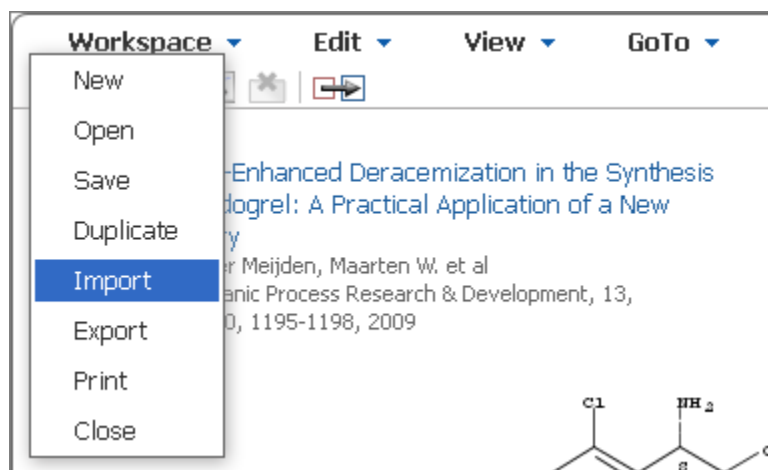 Workspace Edit View GoTo
New
Open
Save
Duplicate
Import
Export
Print
Close
-Enhanced Deracemization in the Synthesis
dogrel: A Practical Application of a New
y
er Meijden, Maarten W. et al
anic Process Research & Development, 13,
0, 1195-1198, 2009
Cl NH2
S